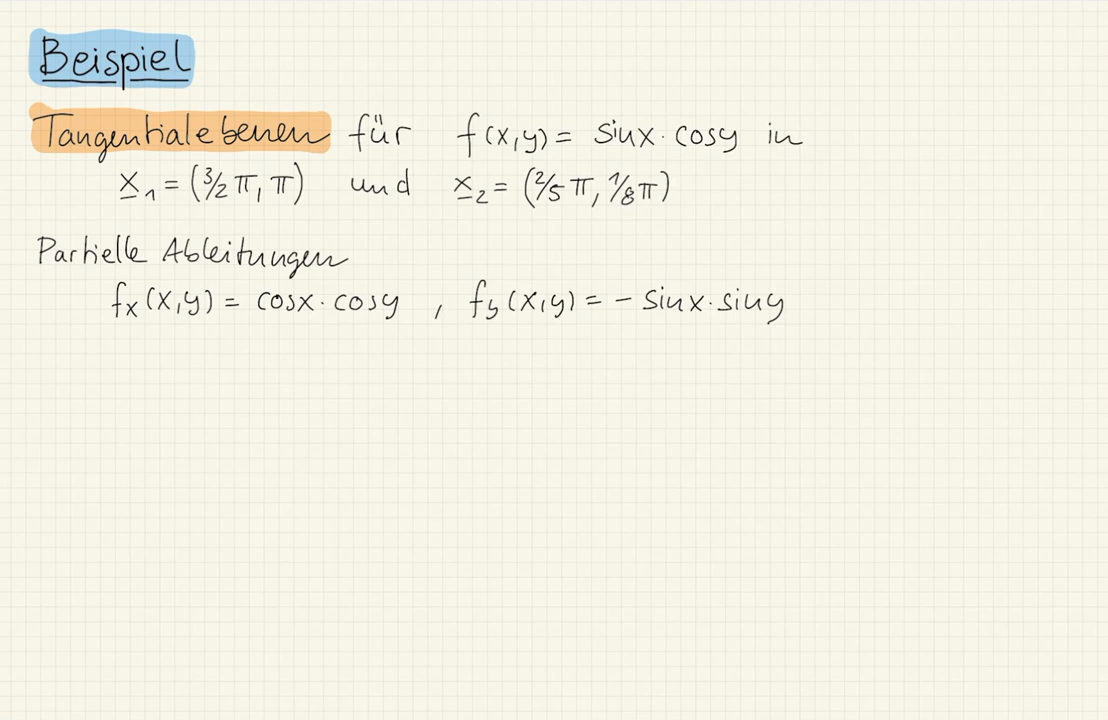 Beispiel
Tangentialebenen für f(x,y) = sinx · cosy in
x₁ = (3/2 π, π) und x₂ = (2/5 π, 1/8 π)
Partielle Ableitungen
fx(x,y) = cosx · cosy , fy(x,y) = - sinx · siny